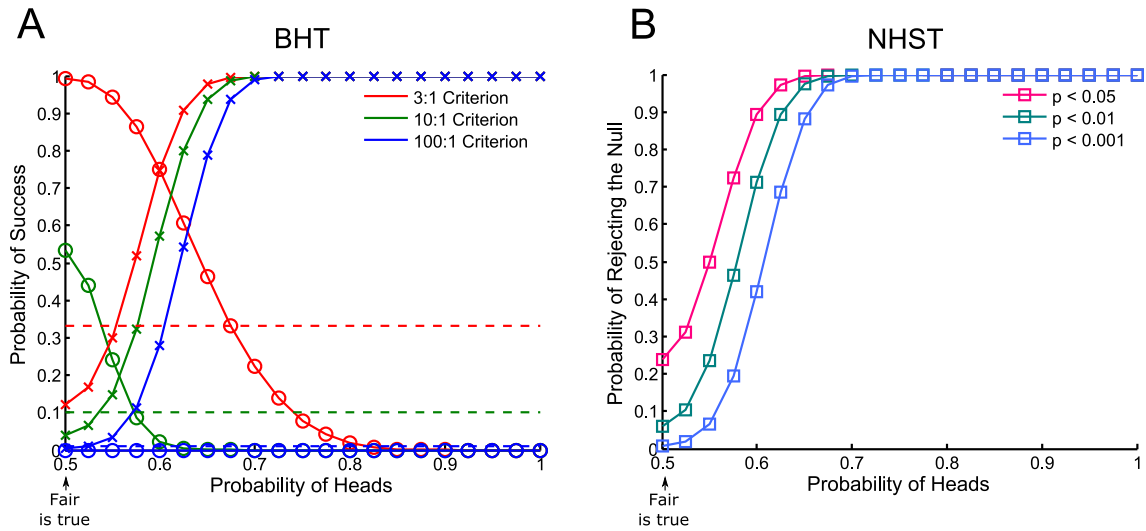 A
BHT
Probability of Success
1
0.9
0.8
0.7
0.6
0.5
0.4
0.3
0.2
0.1
0
3:1 Criterion
10:1 Criterion
100:1 Criterion
0.5
0.6
0.7
0.8
0.9
1
Probability of Heads
Fair
is true
B
NHST
Probability of Rejecting the Null
1
0.9
0.8
0.7
0.6
0.5
0.4
0.3
0.2
0.1
0
p < 0.05
p < 0.01
p < 0.001
0.5
0.6
0.7
0.8
0.9
1
Probability of Heads
Fair
is true